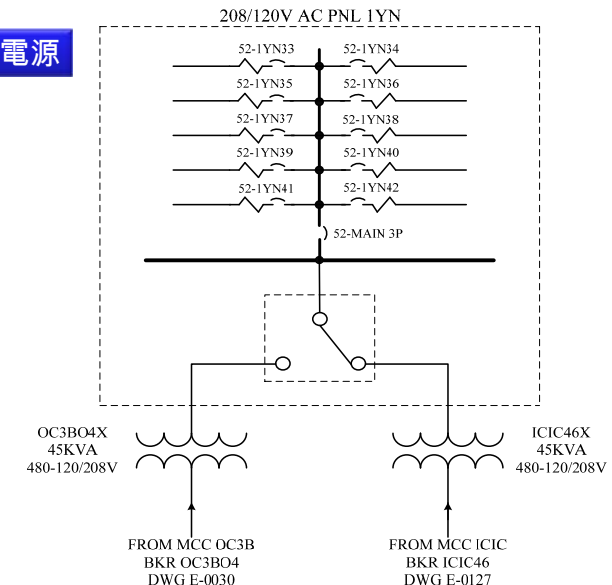 208/120V AC PNL 1YN
電源
52-1YN33 52-1YN34
52-1YN35 52-1YN36
52-1YN37 52-1YN38
52-1YN39 52-1YN40
52-1YN41 52-1YN42
52-MAIN 3P
OC3BO4X
45KVA
480-120/208V
ICIC46X
45KVA
480-120/208V
FROM MCC OC3B
BKR OC3BO4
DWG E-0030
FROM MCC ICIC
BKR ICIC46
DWG E-0127